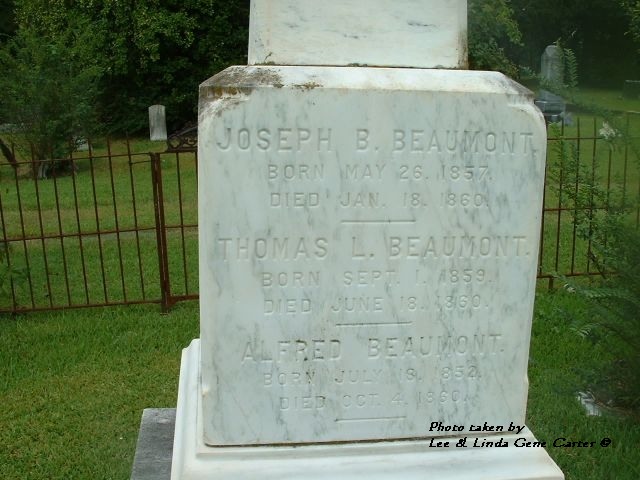 JOSEPH B. BEAUMONT.
BORN MAY 26. 1857.
DIED JAN. 18. 1860.
THOMAS L. BEAUMONT.
BORN SEPT. 1. 1859.
DIED JUNE 18. 1860.
ALFRED BEAUMONT.
BORN JULY 18. 1852.
DIED OCT. 4. 1860.
Photo taken by
Lee & Linda Gene Carter ©